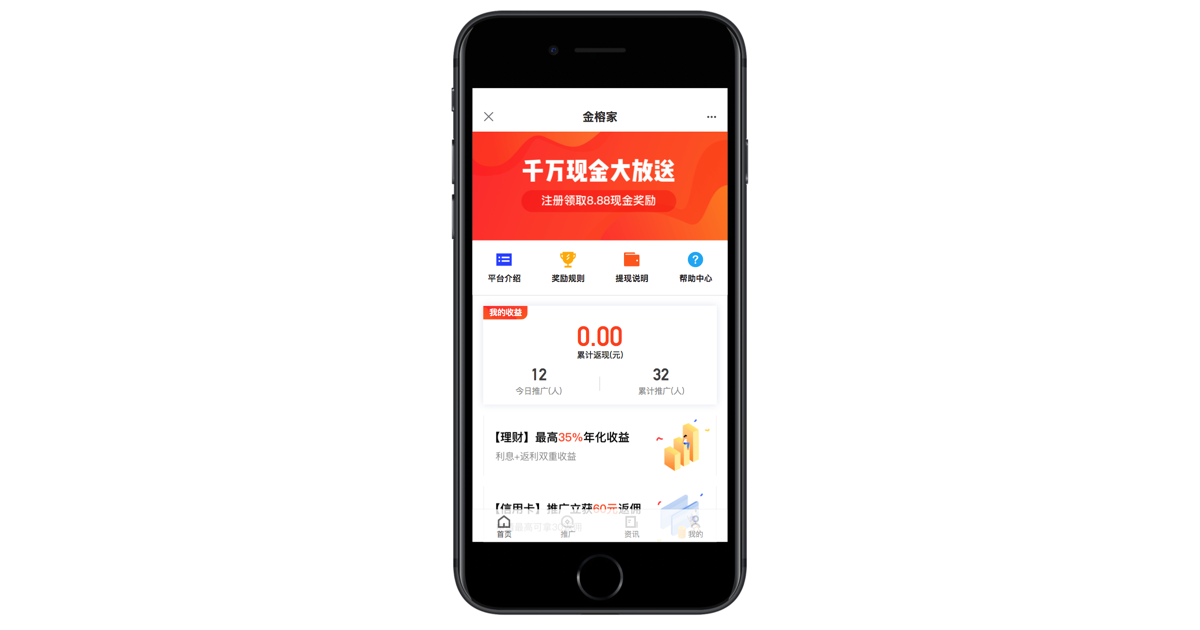 金榕家
千万现金大放送
注册领取8.88现金奖励
平台介绍
奖励规则
提现说明
帮助中心
我的收益
0.00
累计返现(元)
12
今日推广(人)
32
累计推广(人)
【理财】最高35%年化收益
利息+返利双重收益
【信用卡】推广立获60元返佣
首页
推广
资讯
我的